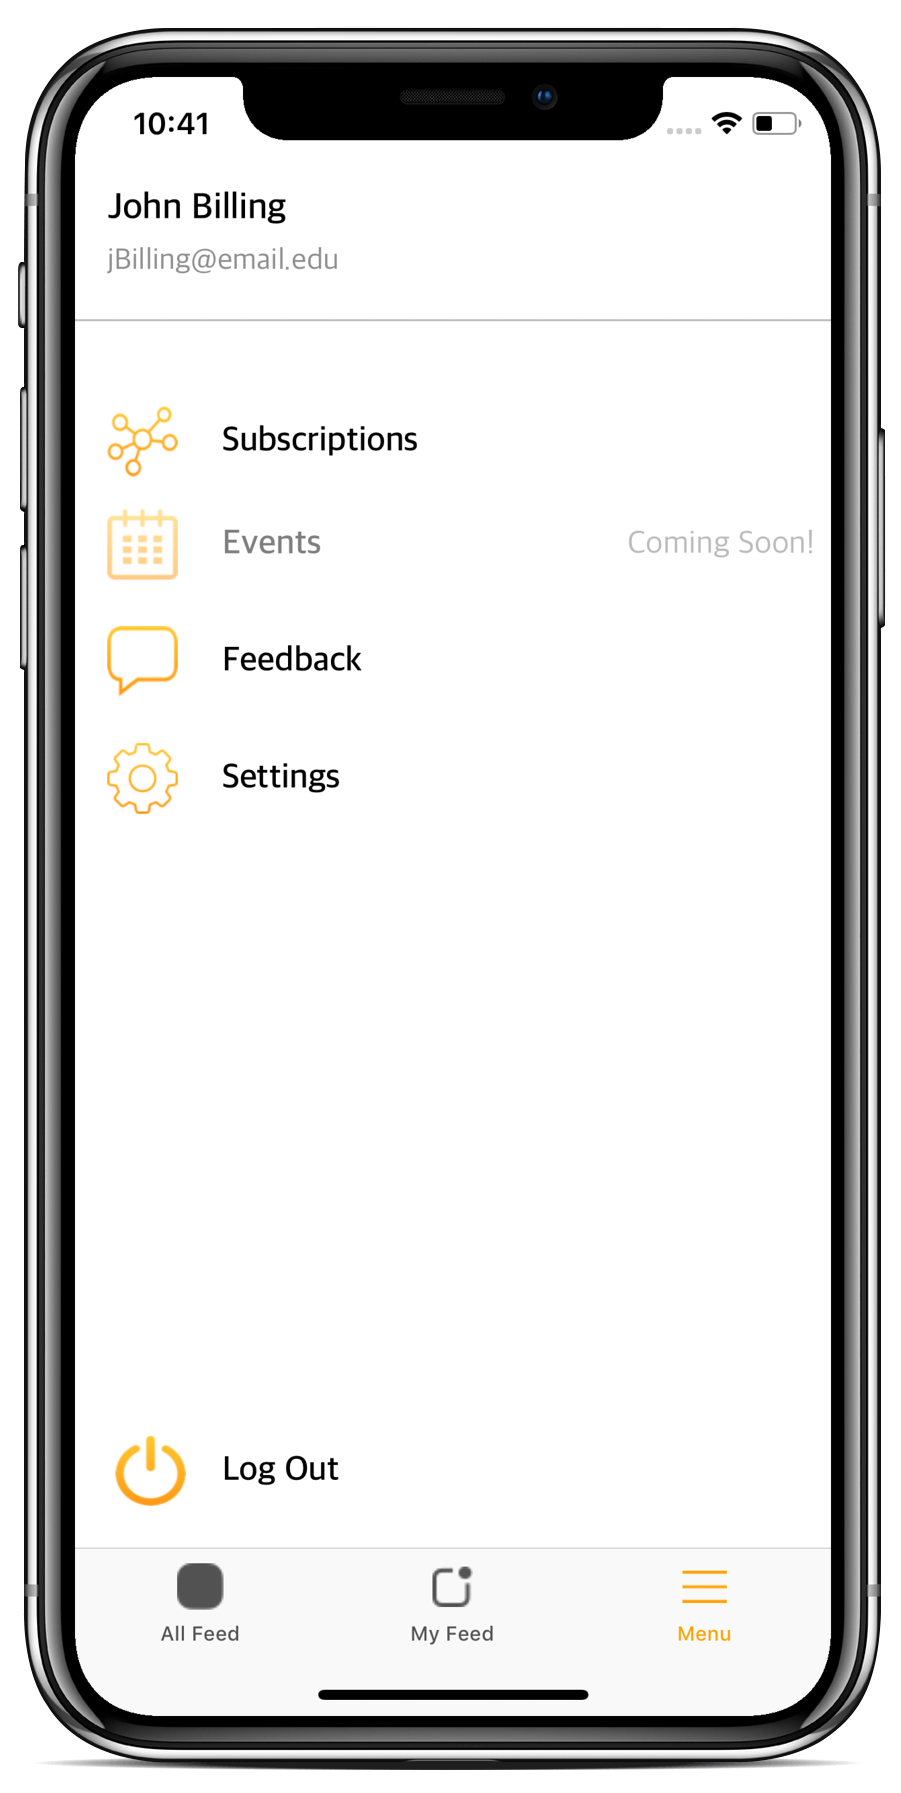 10:41
John Billing
jBilling@email.edu
Subscriptions
Events Coming Soon!
Feedback
Settings
Log Out
All Feed My Feed Menu